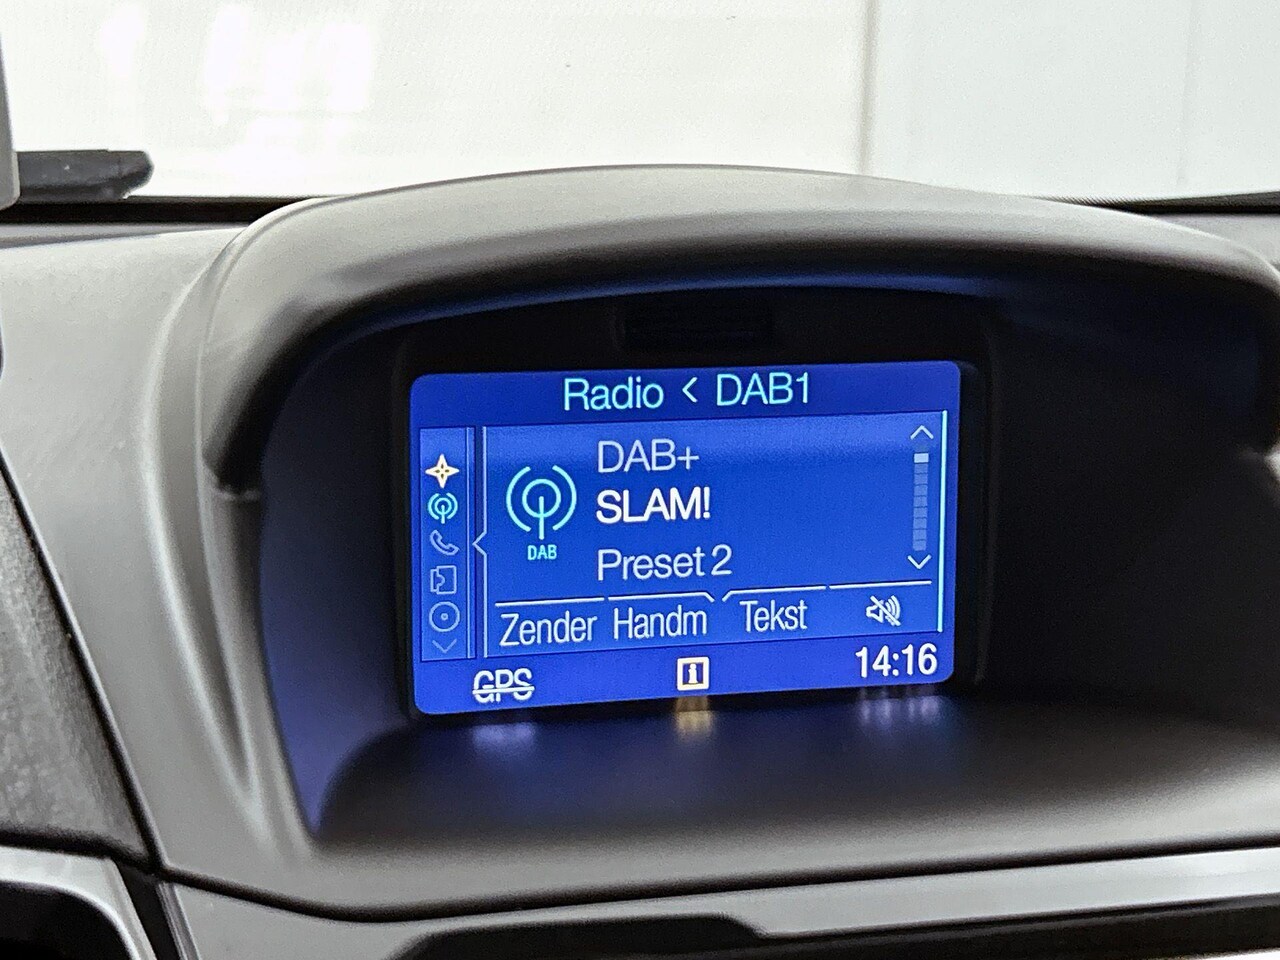 Radio < DAB1
DAB+
SLAM!
DAB
Preset 2
Zender Handm Tekst
GPS i 14:16